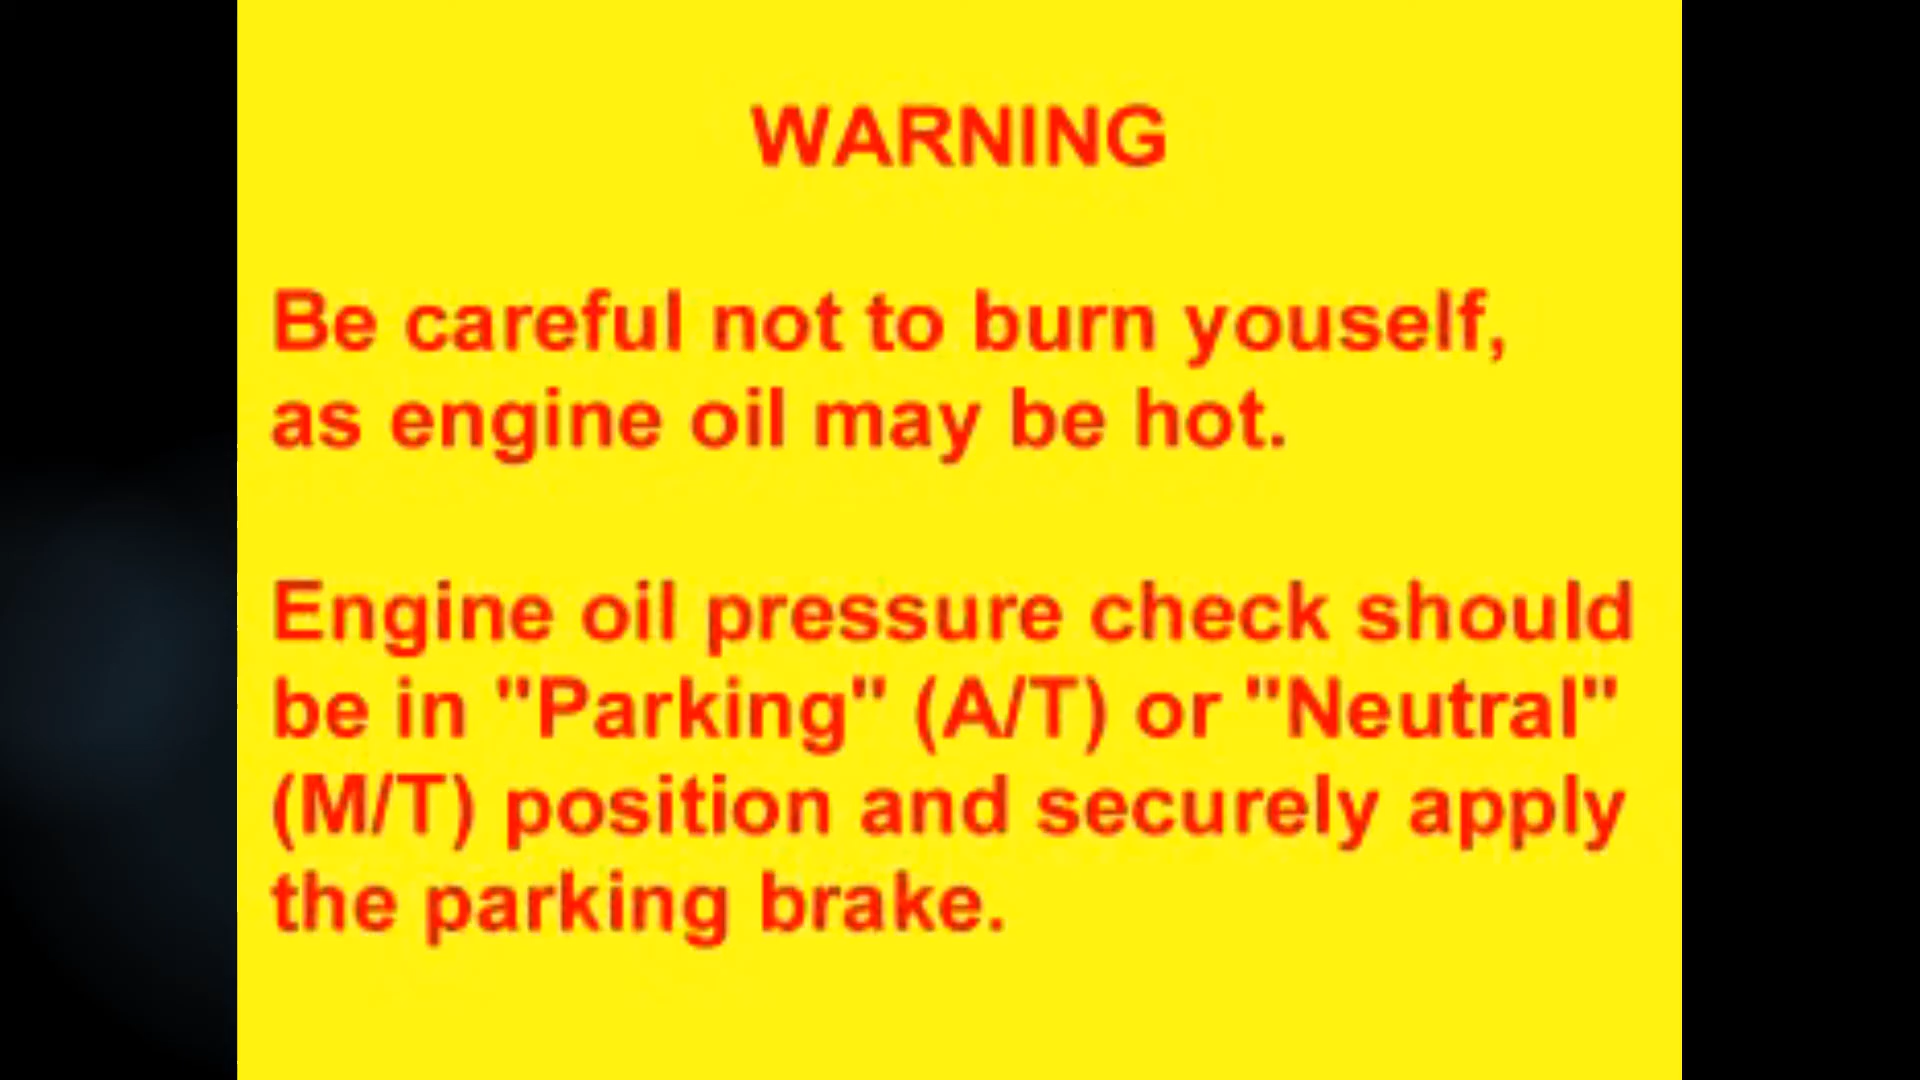 WARNING
Be careful not to burn youself,
as engine oil may be hot.
Engine oil pressure check should
be in "Parking" (A/T) or "Neutral"
(M/T) position and securely apply
the parking brake.